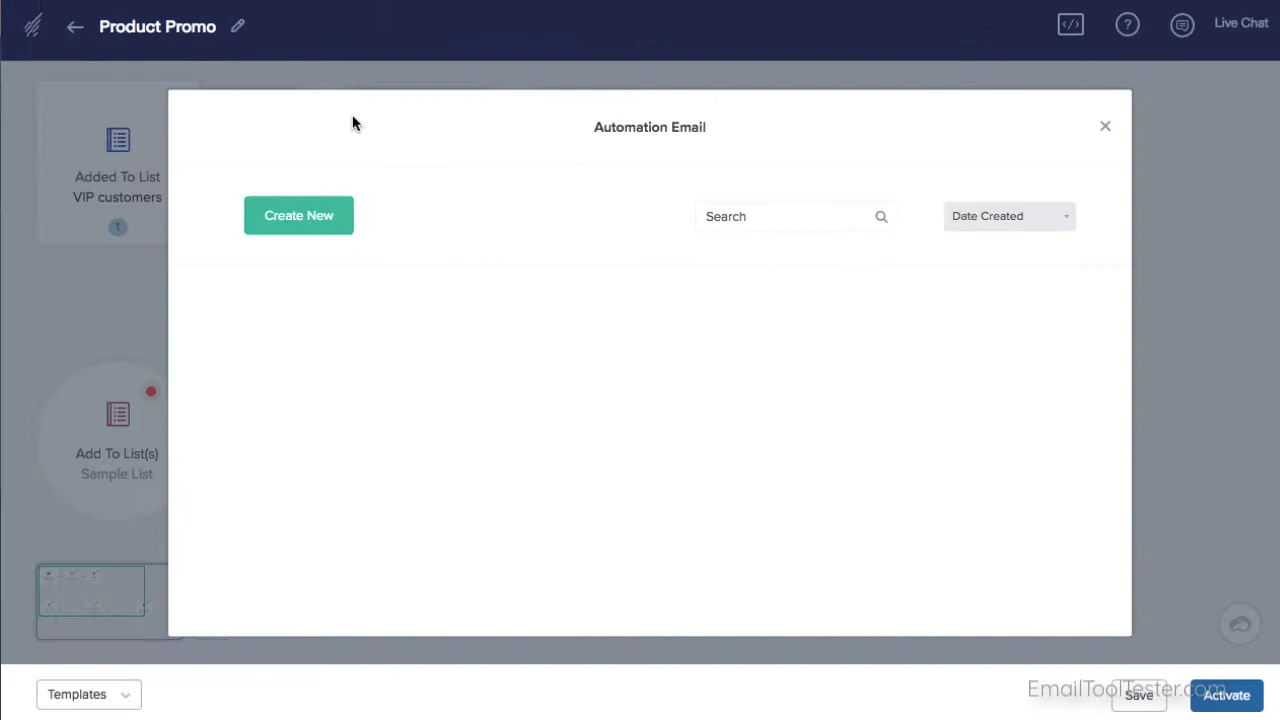 Product Promo
Live Chat
Added To List
VIP customers
1
Automation Email
Create New
Search
Date Created
Add To List(s)
Sample List
Templates
Save
Activate
EmailToolTester.com